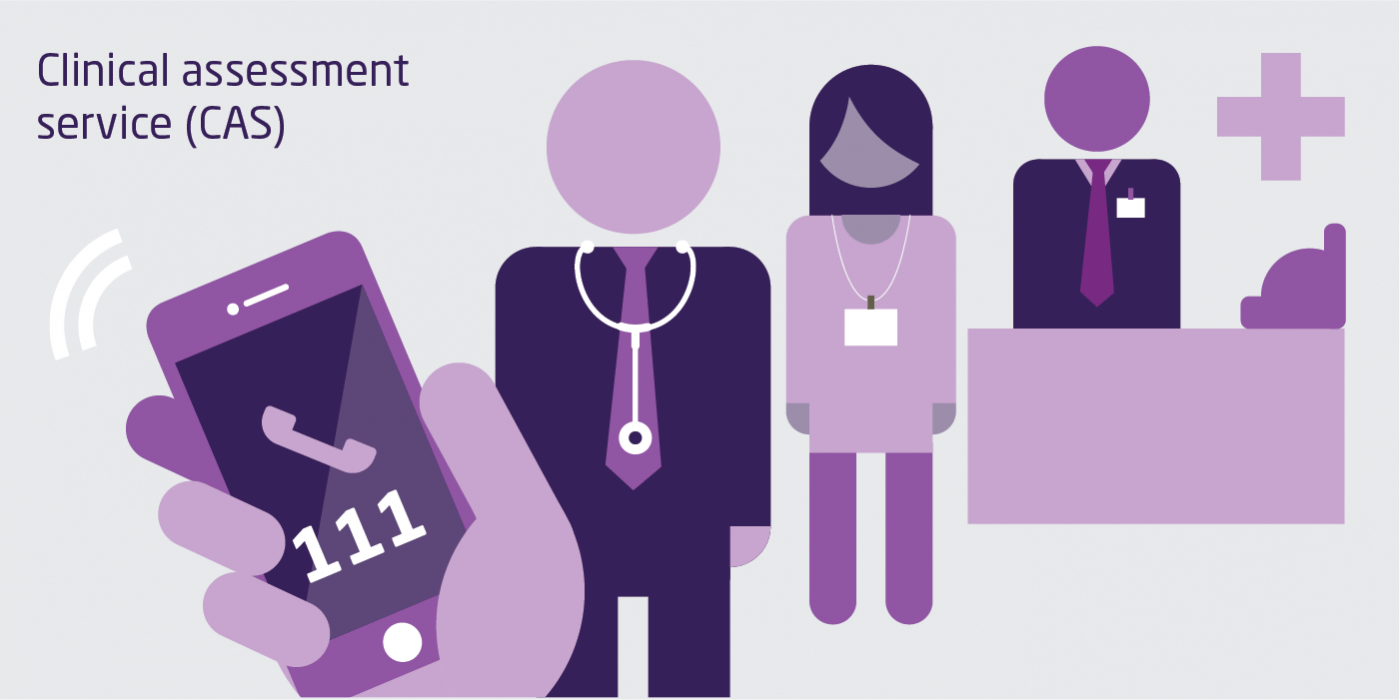 Clinical assessment
service (CAS)
111